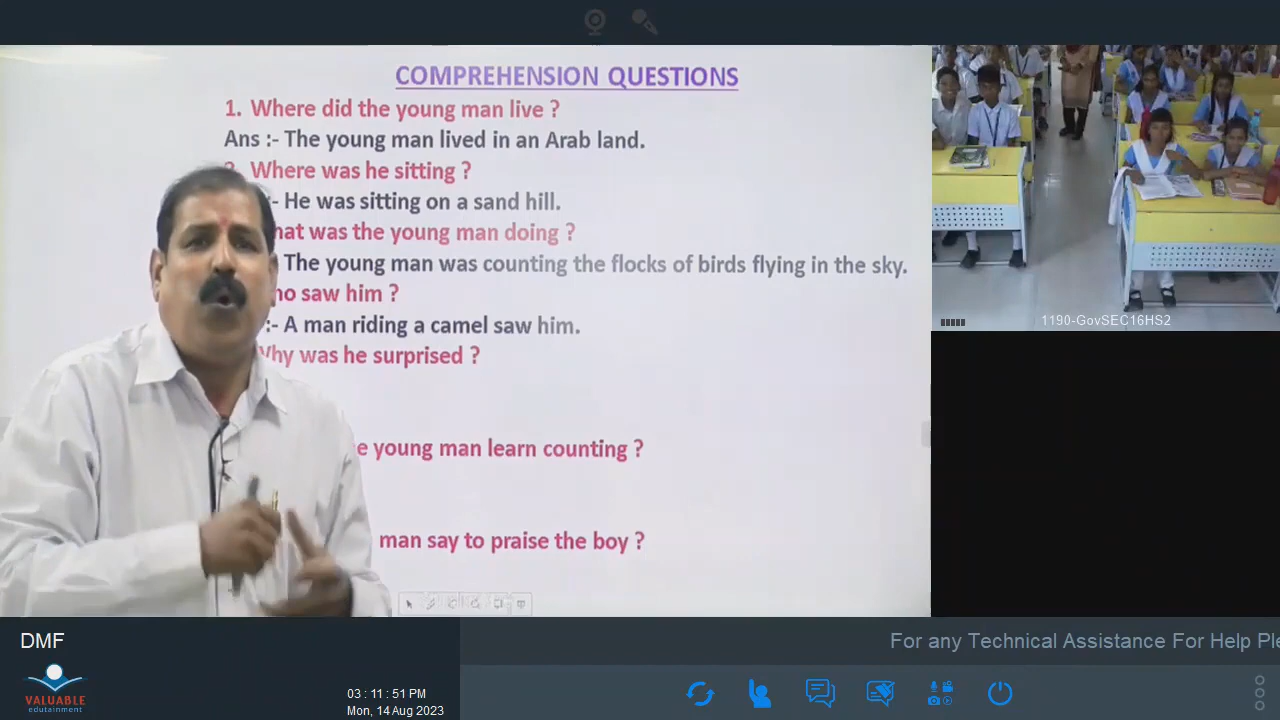 COMPREHENSION QUESTIONS
1. Where did the young man live ?
Ans :- The young man lived in an Arab land.
Where was he sitting ?
:- He was sitting on a sand hill.
hat was the young man doing ?
The young man was counting the flocks of birds flying in the sky.
ho saw him ?
:- A man riding a camel saw him.
Why was he surprised ?
e young man learn counting ?
man say to praise the boy ?
1190-GovSEC16HS2
DMF
For any Technical Assistance For Help Ple
VALUABLE
edutainment
03 : 11 : 51 PM
Mon, 14 Aug 2023